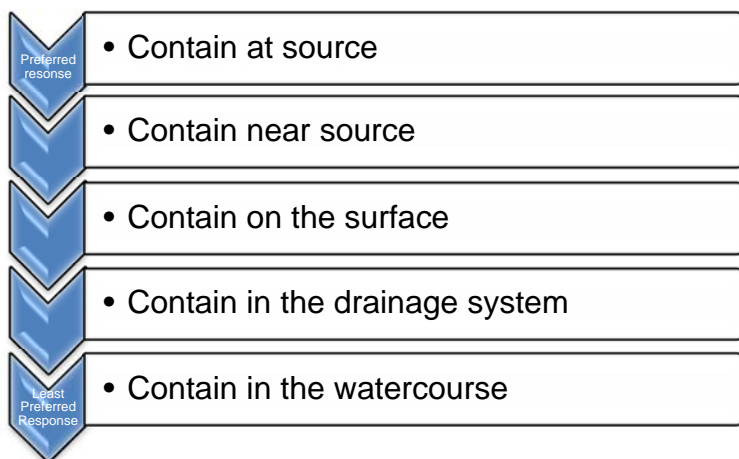 Preferred
resonse
• Contain at source
• Contain near source
• Contain on the surface
• Contain in the drainage system
Least
Preferred
Response
• Contain in the watercourse